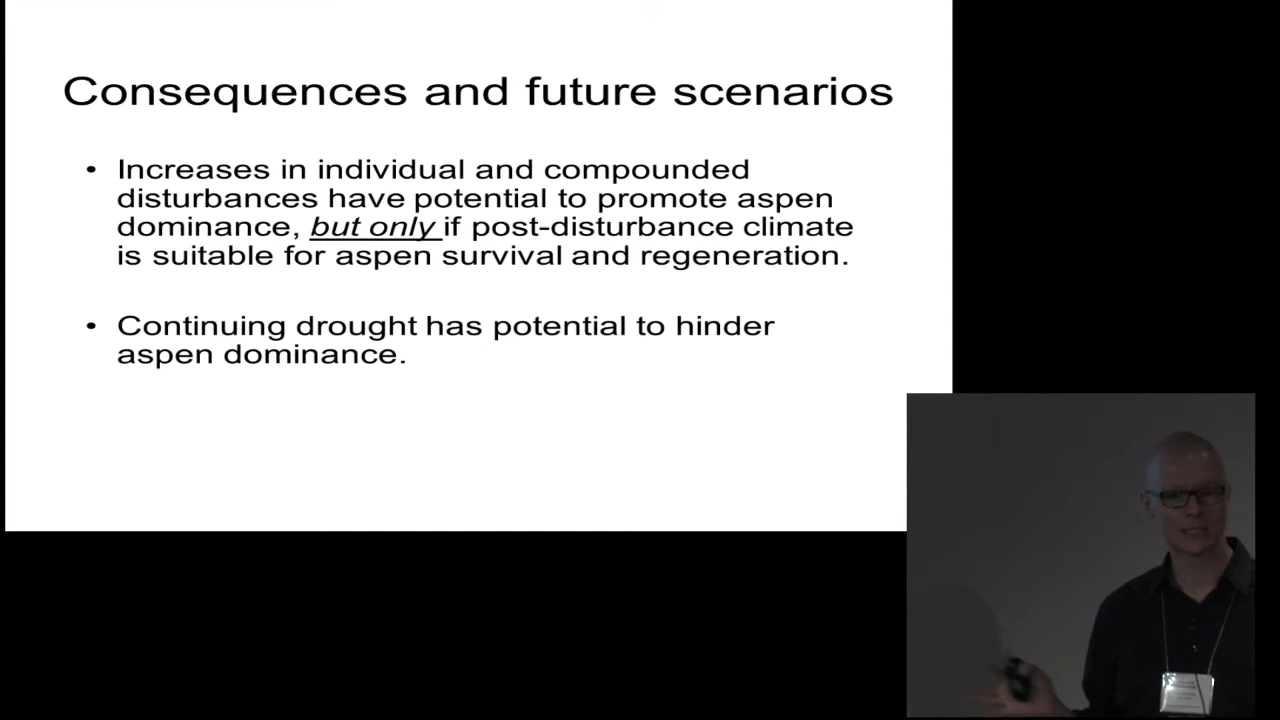 Consequences and future scenarios
• Increases in individual and compounded
disturbances have potential to promote aspen
dominance, but only if post-disturbance climate
is suitable for aspen survival and regeneration.
• Continuing drought has potential to hinder
aspen dominance.